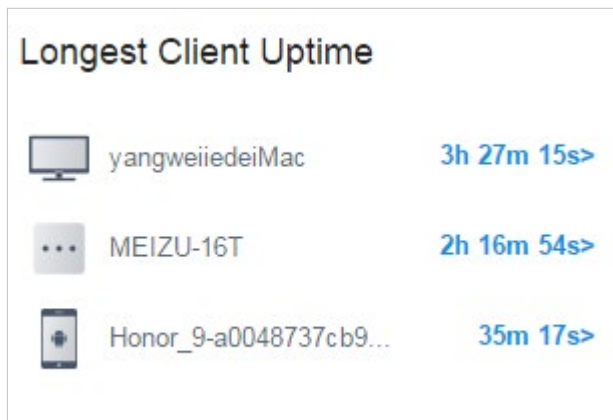 Longest Client Uptime
yangweiiedeiMac 3h 27m 15s>
MEIZU-16T 2h 16m 54s>
Honor_9-a0048737cb9... 35m 17s>